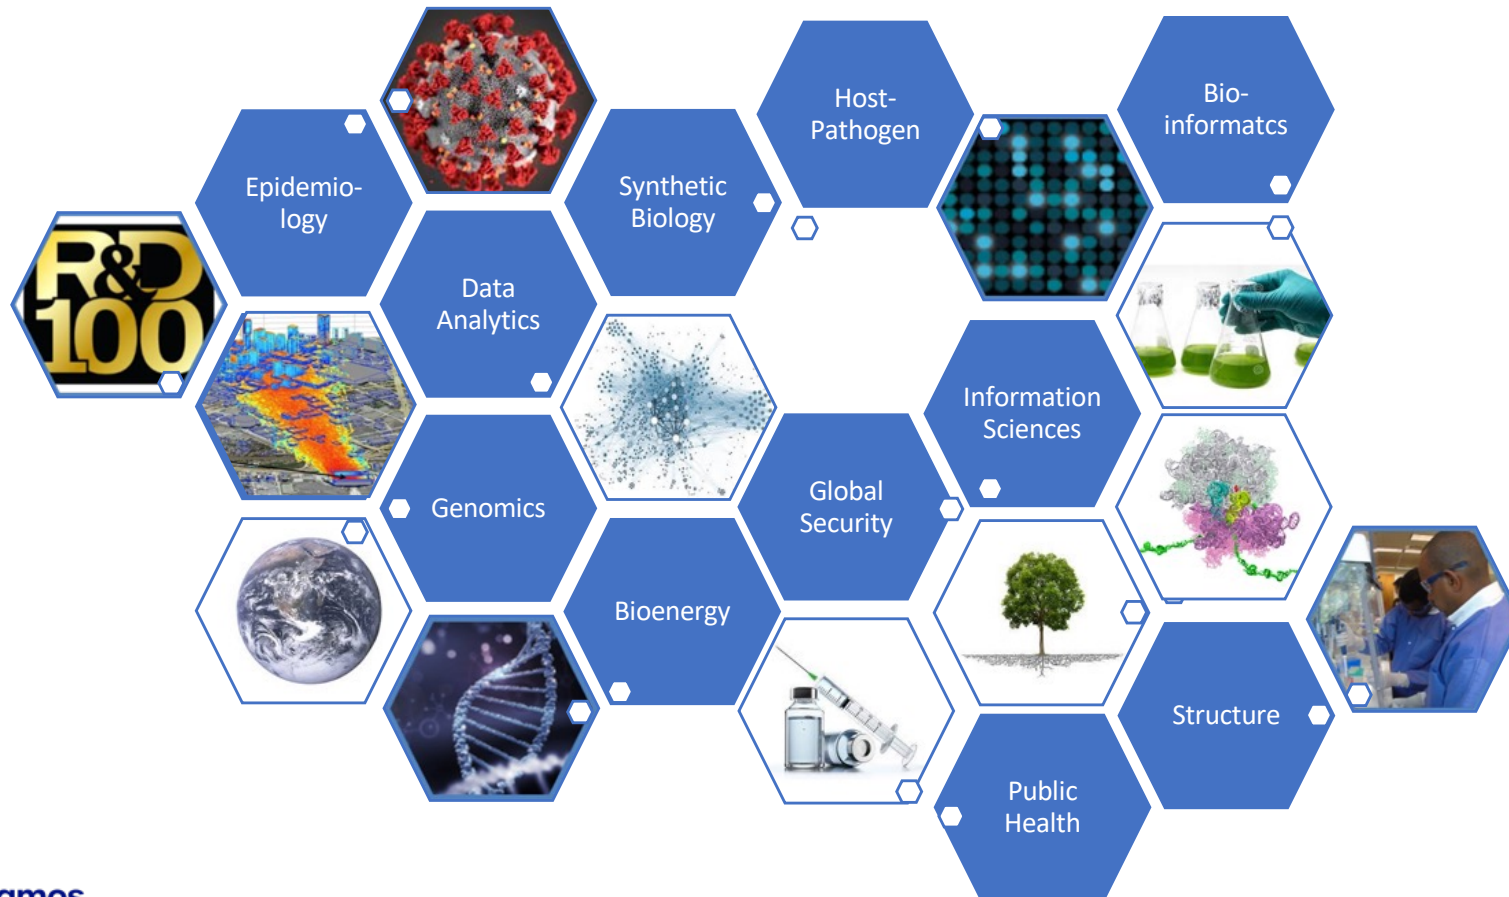 Host-
Pathogen
Bio-
informatcs
Epidemio-
logy
Synthetic
Biology
R&D
100
Data
Analytics
Information
Sciences
Genomics
Global
Security
Bioenergy
Structure
Public
Health